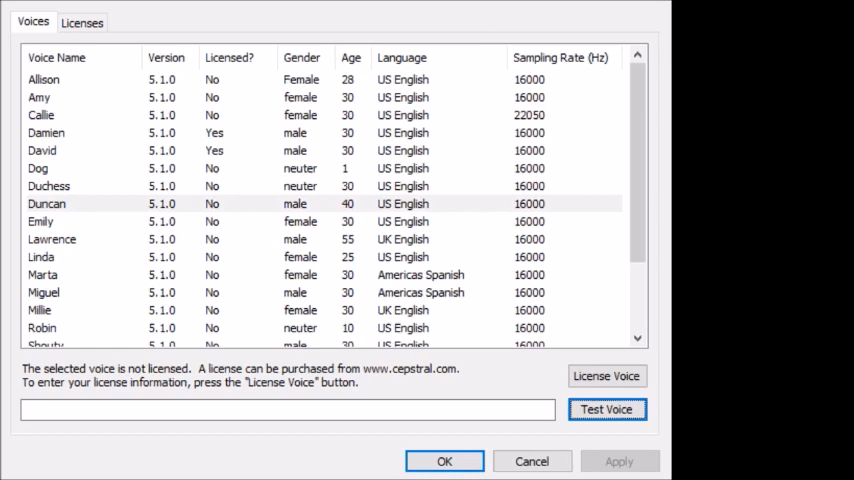 Voices Licenses
Voice Name Version Licensed? Gender Age Language Sampling Rate (Hz)
Allison 5.1.0 No Female 28 US English 16000
Amy 5.1.0 No female 30 US English 16000
Callie 5.1.0 No female 30 US English 22050
Damien 5.1.0 Yes male 30 US English 16000
David 5.1.0 Yes male 30 US English 16000
Dog 5.1.0 No neuter 1 US English 16000
Duchess 5.1.0 No neuter 30 US English 16000
Duncan 5.1.0 No male 40 US English 16000
Emily 5.1.0 No female 30 US English 16000
Lawrence 5.1.0 No male 55 UK English 16000
Linda 5.1.0 No female 25 US English 16000
Marta 5.1.0 No female 30 Americas Spanish 16000
Miguel 5.1.0 No male 30 Americas Spanish 16000
Millie 5.1.0 No female 30 UK English 16000
Robin 5.1.0 No neuter 10 US English 16000
Shouty 5.1.0 No male 30 US English 16000
The selected voice is not licensed. A license can be purchased from www.cepstral.com.
To enter your license information, press the "License Voice" button.
License Voice
Test Voice
OK Cancel Apply